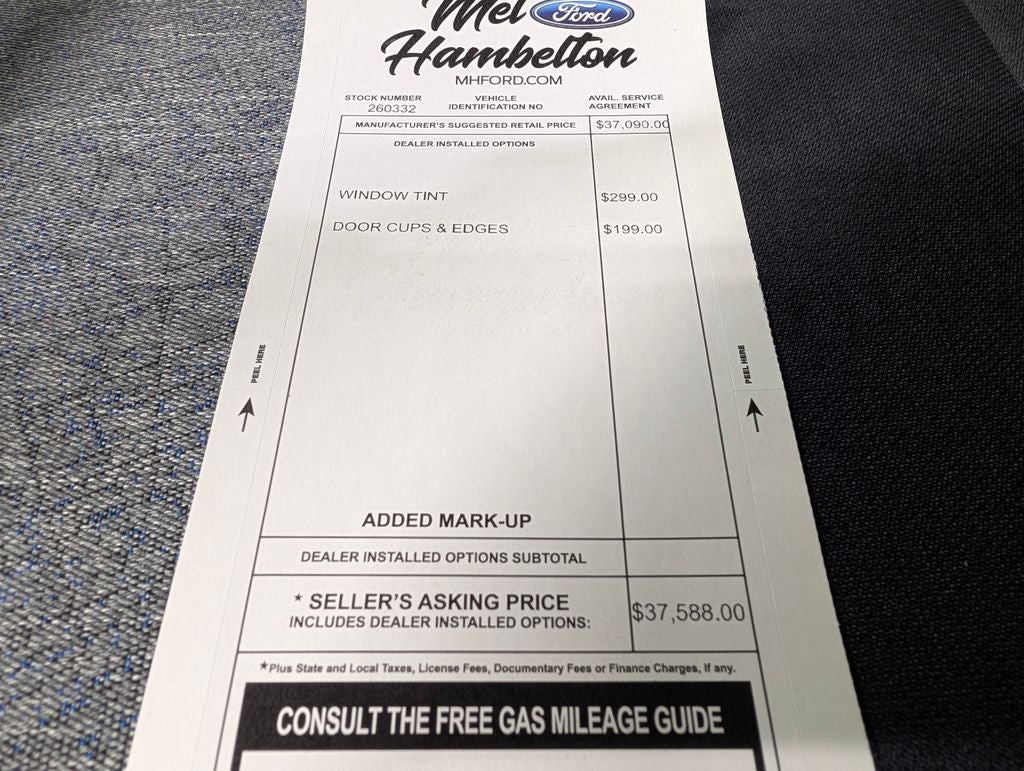 Mel Ford
Hambelton
MHFORD.COM
STOCK NUMBER
260332
VEHICLE
IDENTIFICATION NO
AVAIL. SERVICE
AGREEMENT
MANUFACTURER'S SUGGESTED RETAIL PRICE $37,090.00
DEALER INSTALLED OPTIONS
WINDOW TINT $299.00
DOOR CUPS & EDGES $199.00
PEEL HERE
PEEL HERE
ADDED MARK-UP
DEALER INSTALLED OPTIONS SUBTOTAL
* SELLER'S ASKING PRICE
INCLUDES DEALER INSTALLED OPTIONS: $37,588.00
*Plus State and Local Taxes, License Fees, Documentary Fees or Finance Charges, if any.
CONSULT THE FREE GAS MILEAGE GUIDE